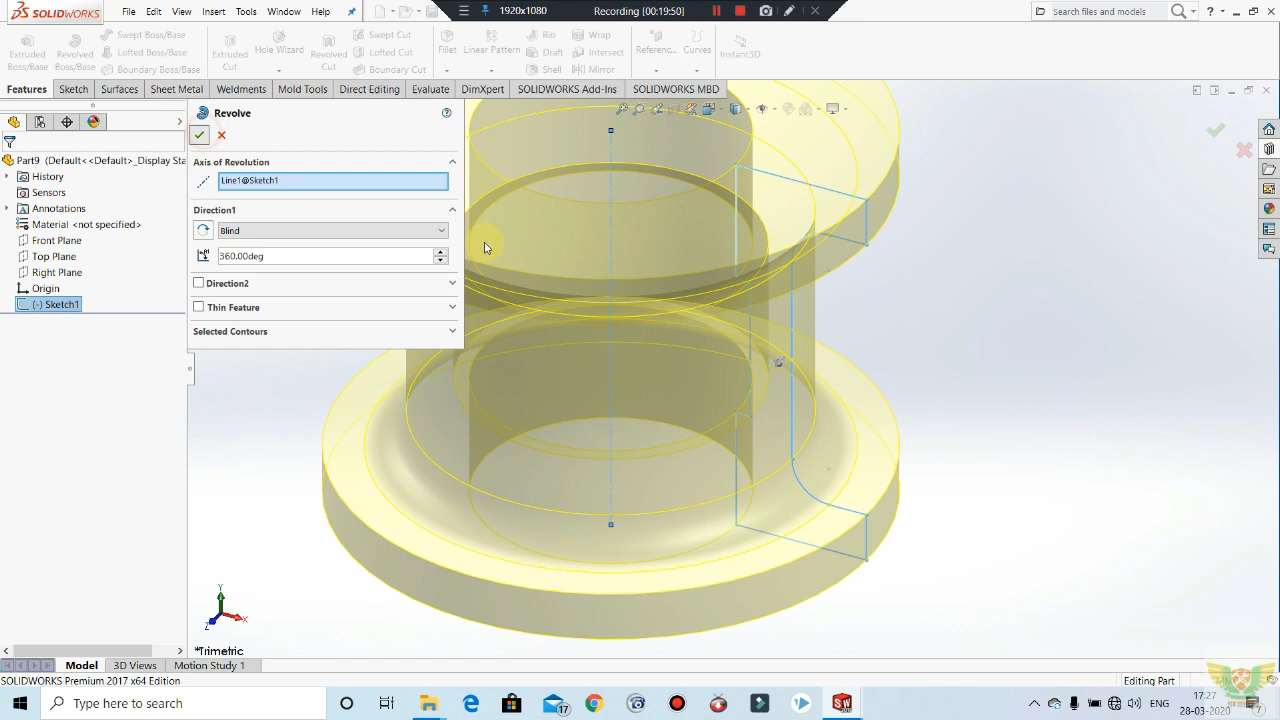 SOLIDWORKS
File Edit View Insert Tools Window Help
1920x1080
Recording [00:19:50]
Search files and models
Extruded Boss/Base
Revolved Boss/Base
Swept Boss/Base
Lofted Boss/Base
Boundary Boss/Base
Extruded Cut
Hole Wizard
Revolved Cut
Swept Cut
Lofted Cut
Boundary Cut
Fillet
Linear Pattern
Rib
Draft
Shell
Wrap
Intersect
Mirror
Referenc...
Curves
Instant3D
Features Sketch Surfaces Sheet Metal Weldments Mold Tools Direct Editing Evaluate DimXpert SOLIDWORKS Add-Ins SOLIDWORKS MBD
Part9 (Default<<Default>_Display Sta
History
Sensors
Annotations
Material <not specified>
Front Plane
Top Plane
Right Plane
Origin
(-) Sketch1
Revolve
Axis of Revolution
Line1@Sketch1
Direction1
Blind
360.00deg
Direction2
Thin Feature
Selected Contours
Y
X
Z
*Trimetric
Model 3D Views Motion Study 1
SOLIDWORKS Premium 2017 x64 Edition
Editing Part
Type here to search
17
SW
ENG
17:27
28-03-2020
7